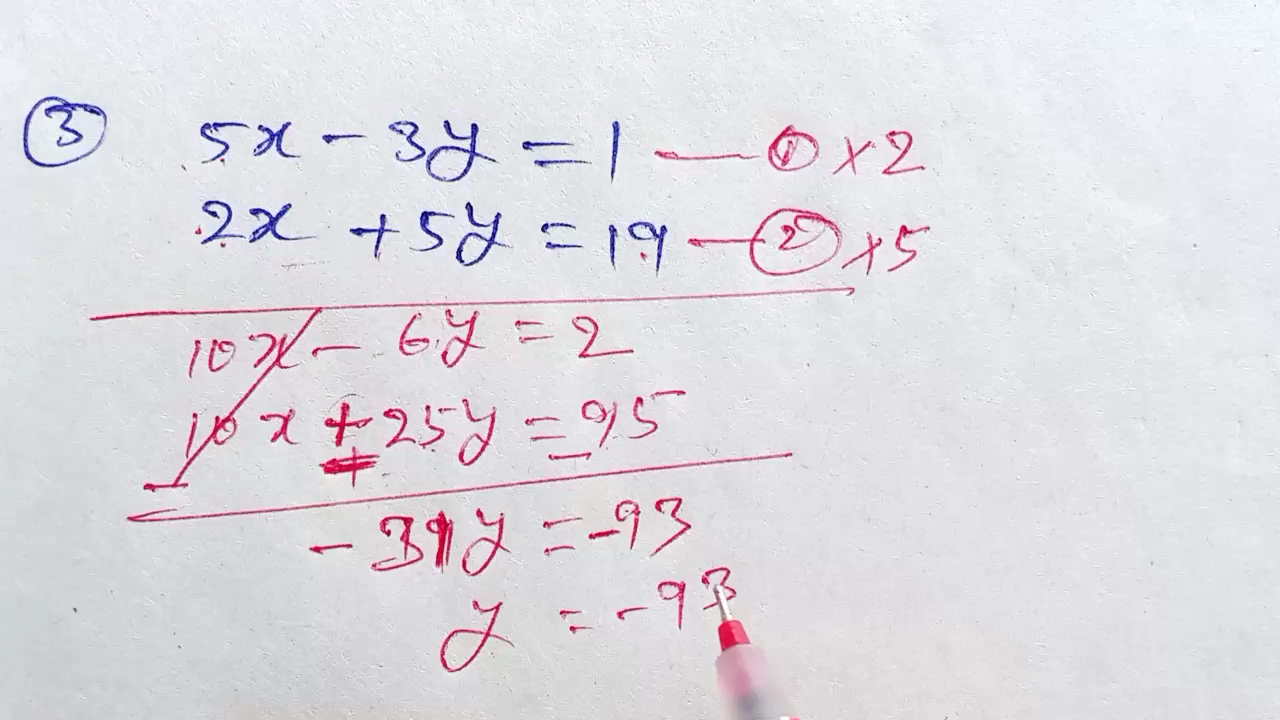 ③ 5x - 3y = 1 — ① × 2
2x + 5y = 19 — ② × 5
10x - 6y = 2
10x + 25y = 95
- + -
- 31y = -93
y = -93